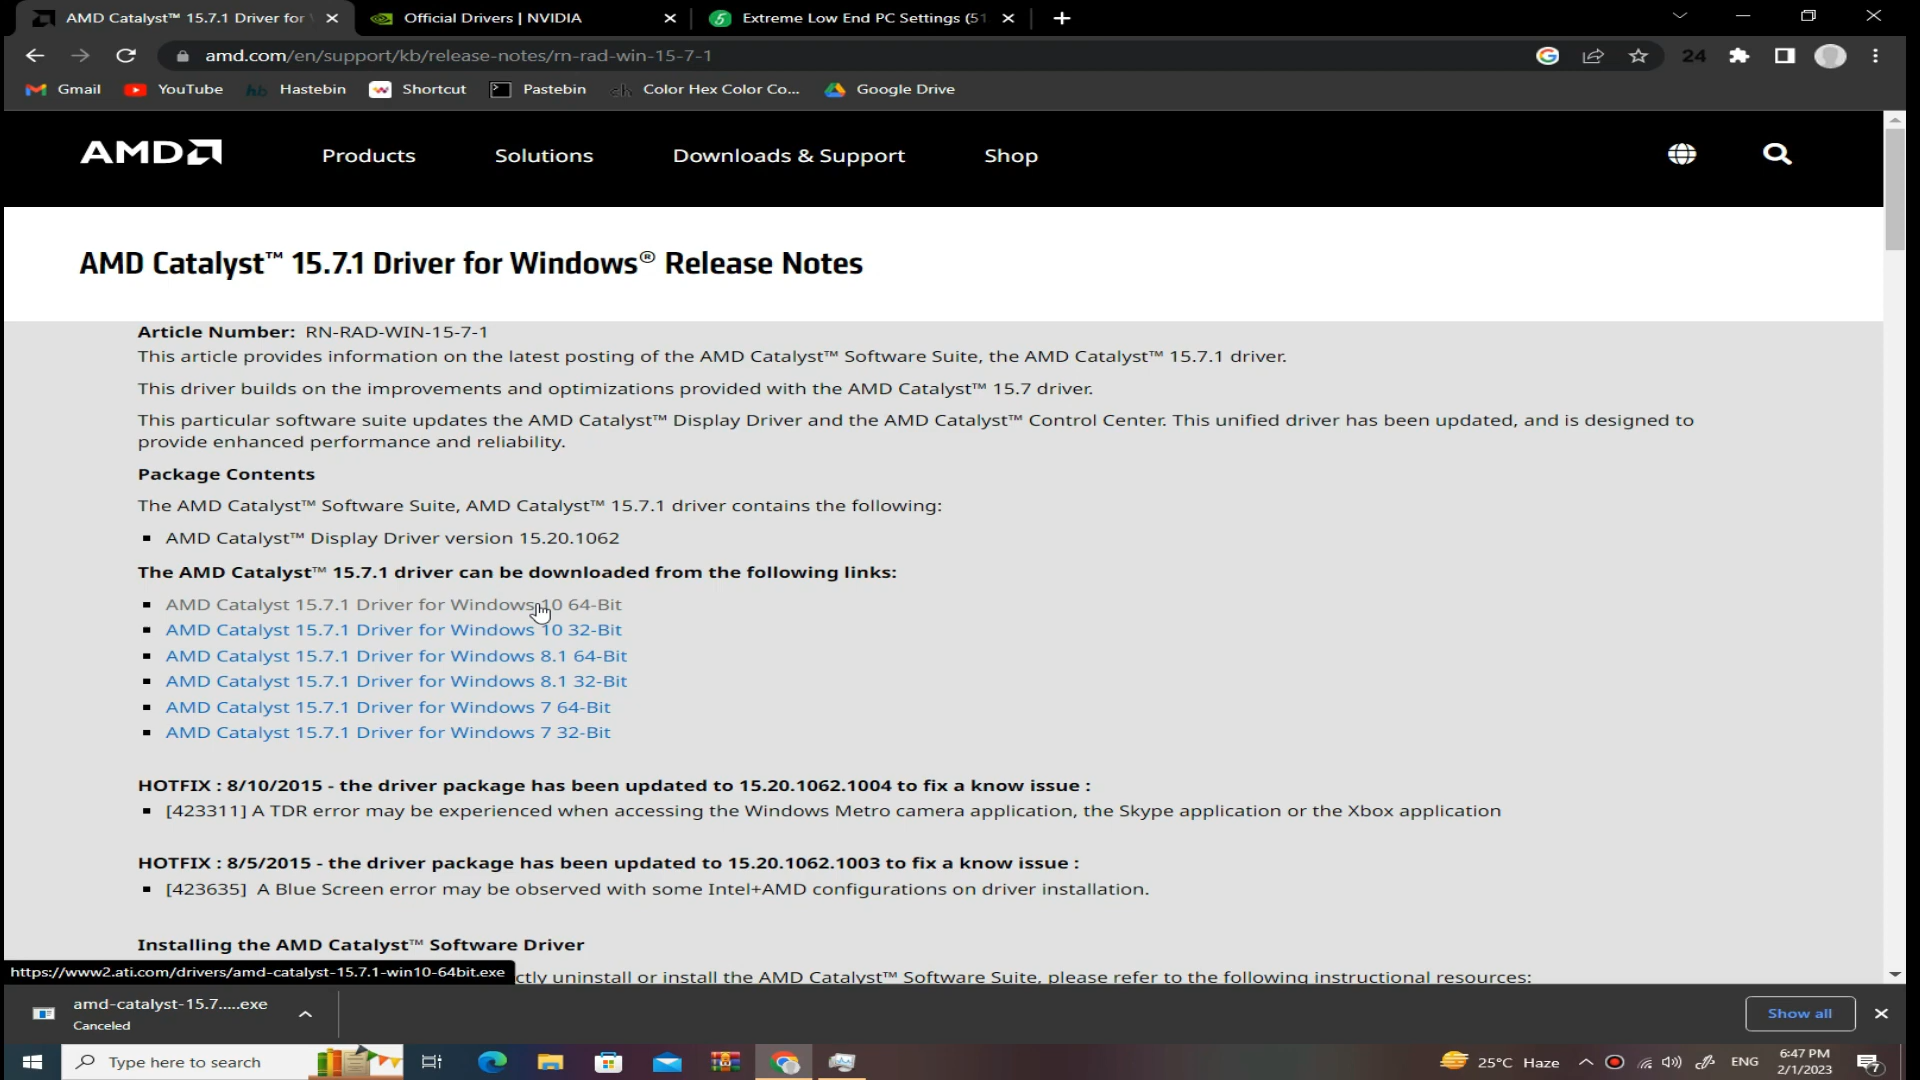 AMD Catalyst™ 15.7.1 Driver for
Official Drivers | NVIDIA
Extreme Low End PC Settings (51
amd.com/en/support/kb/release-notes/rn-rad-win-15-7-1
24
Gmail
YouTube
Hastebin
Shortcut
Pastebin
Color Hex Color Co...
Google Drive
AMD
Products
Solutions
Downloads & Support
Shop
AMD Catalyst™ 15.7.1 Driver for Windows® Release Notes
Article Number: RN-RAD-WIN-15-7-1
This article provides information on the latest posting of the AMD Catalyst™ Software Suite, the AMD Catalyst™ 15.7.1 driver.
This driver builds on the improvements and optimizations provided with the AMD Catalyst™ 15.7 driver.
This particular software suite updates the AMD Catalyst™ Display Driver and the AMD Catalyst™ Control Center. This unified driver has been updated, and is designed to
provide enhanced performance and reliability.
Package Contents
The AMD Catalyst™ Software Suite, AMD Catalyst™ 15.7.1 driver contains the following:
▪ AMD Catalyst™ Display Driver version 15.20.1062
The AMD Catalyst™ 15.7.1 driver can be downloaded from the following links:
▪ AMD Catalyst 15.7.1 Driver for Windows 10 64-Bit
▪ AMD Catalyst 15.7.1 Driver for Windows 10 32-Bit
▪ AMD Catalyst 15.7.1 Driver for Windows 8.1 64-Bit
▪ AMD Catalyst 15.7.1 Driver for Windows 8.1 32-Bit
▪ AMD Catalyst 15.7.1 Driver for Windows 7 64-Bit
▪ AMD Catalyst 15.7.1 Driver for Windows 7 32-Bit
HOTFIX : 8/10/2015 - the driver package has been updated to 15.20.1062.1004 to fix a know issue :
▪ [423311] A TDR error may be experienced when accessing the Windows Metro camera application, the Skype application or the Xbox application
HOTFIX : 8/5/2015 - the driver package has been updated to 15.20.1062.1003 to fix a know issue :
▪ [423635] A Blue Screen error may be observed with some Intel+AMD configurations on driver installation.
Installing the AMD Catalyst™ Software Driver
https://www2.ati.com/drivers/amd-catalyst-15.7.1-win10-64bit.exe
ctly uninstall or install the AMD Catalyst™ Software Suite, please refer to the following instructional resources:
amd-catalyst-15.7.....exe
Canceled
Show all
Type here to search
25°C Haze
ENG
6:47 PM
2/1/2023
7